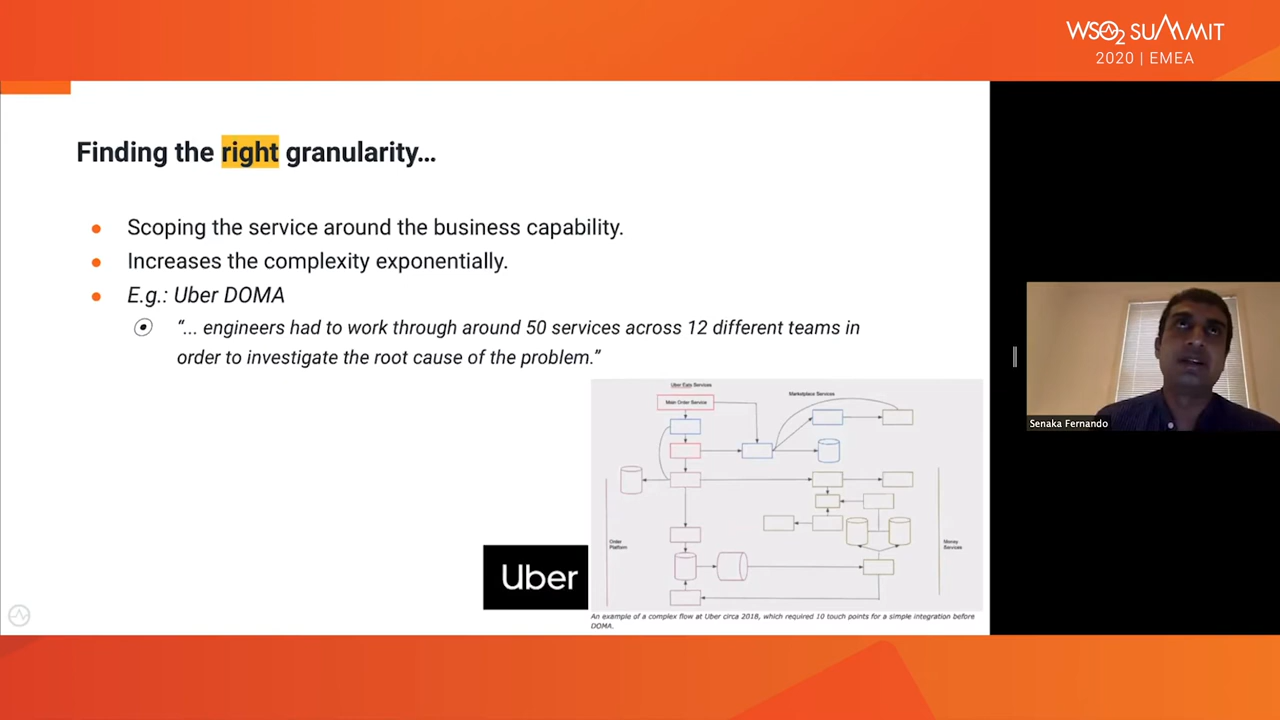 WSO2 SUMMIT
2020 | EMEA
Finding the right granularity...
● Scoping the service around the business capability.
● Increases the complexity exponentially.
● E.g.: Uber DOMA
“... engineers had to work through around 50 services across 12 different teams in
order to investigate the root cause of the problem.”
Uber Eats Services
Marketplace Services
Main Order Service
Order
Platform
Money
Services
Uber
An example of a complex flow at Uber circa 2018, which required 10 touch points for a simple integration before
DOMA.
Senaka Fernando